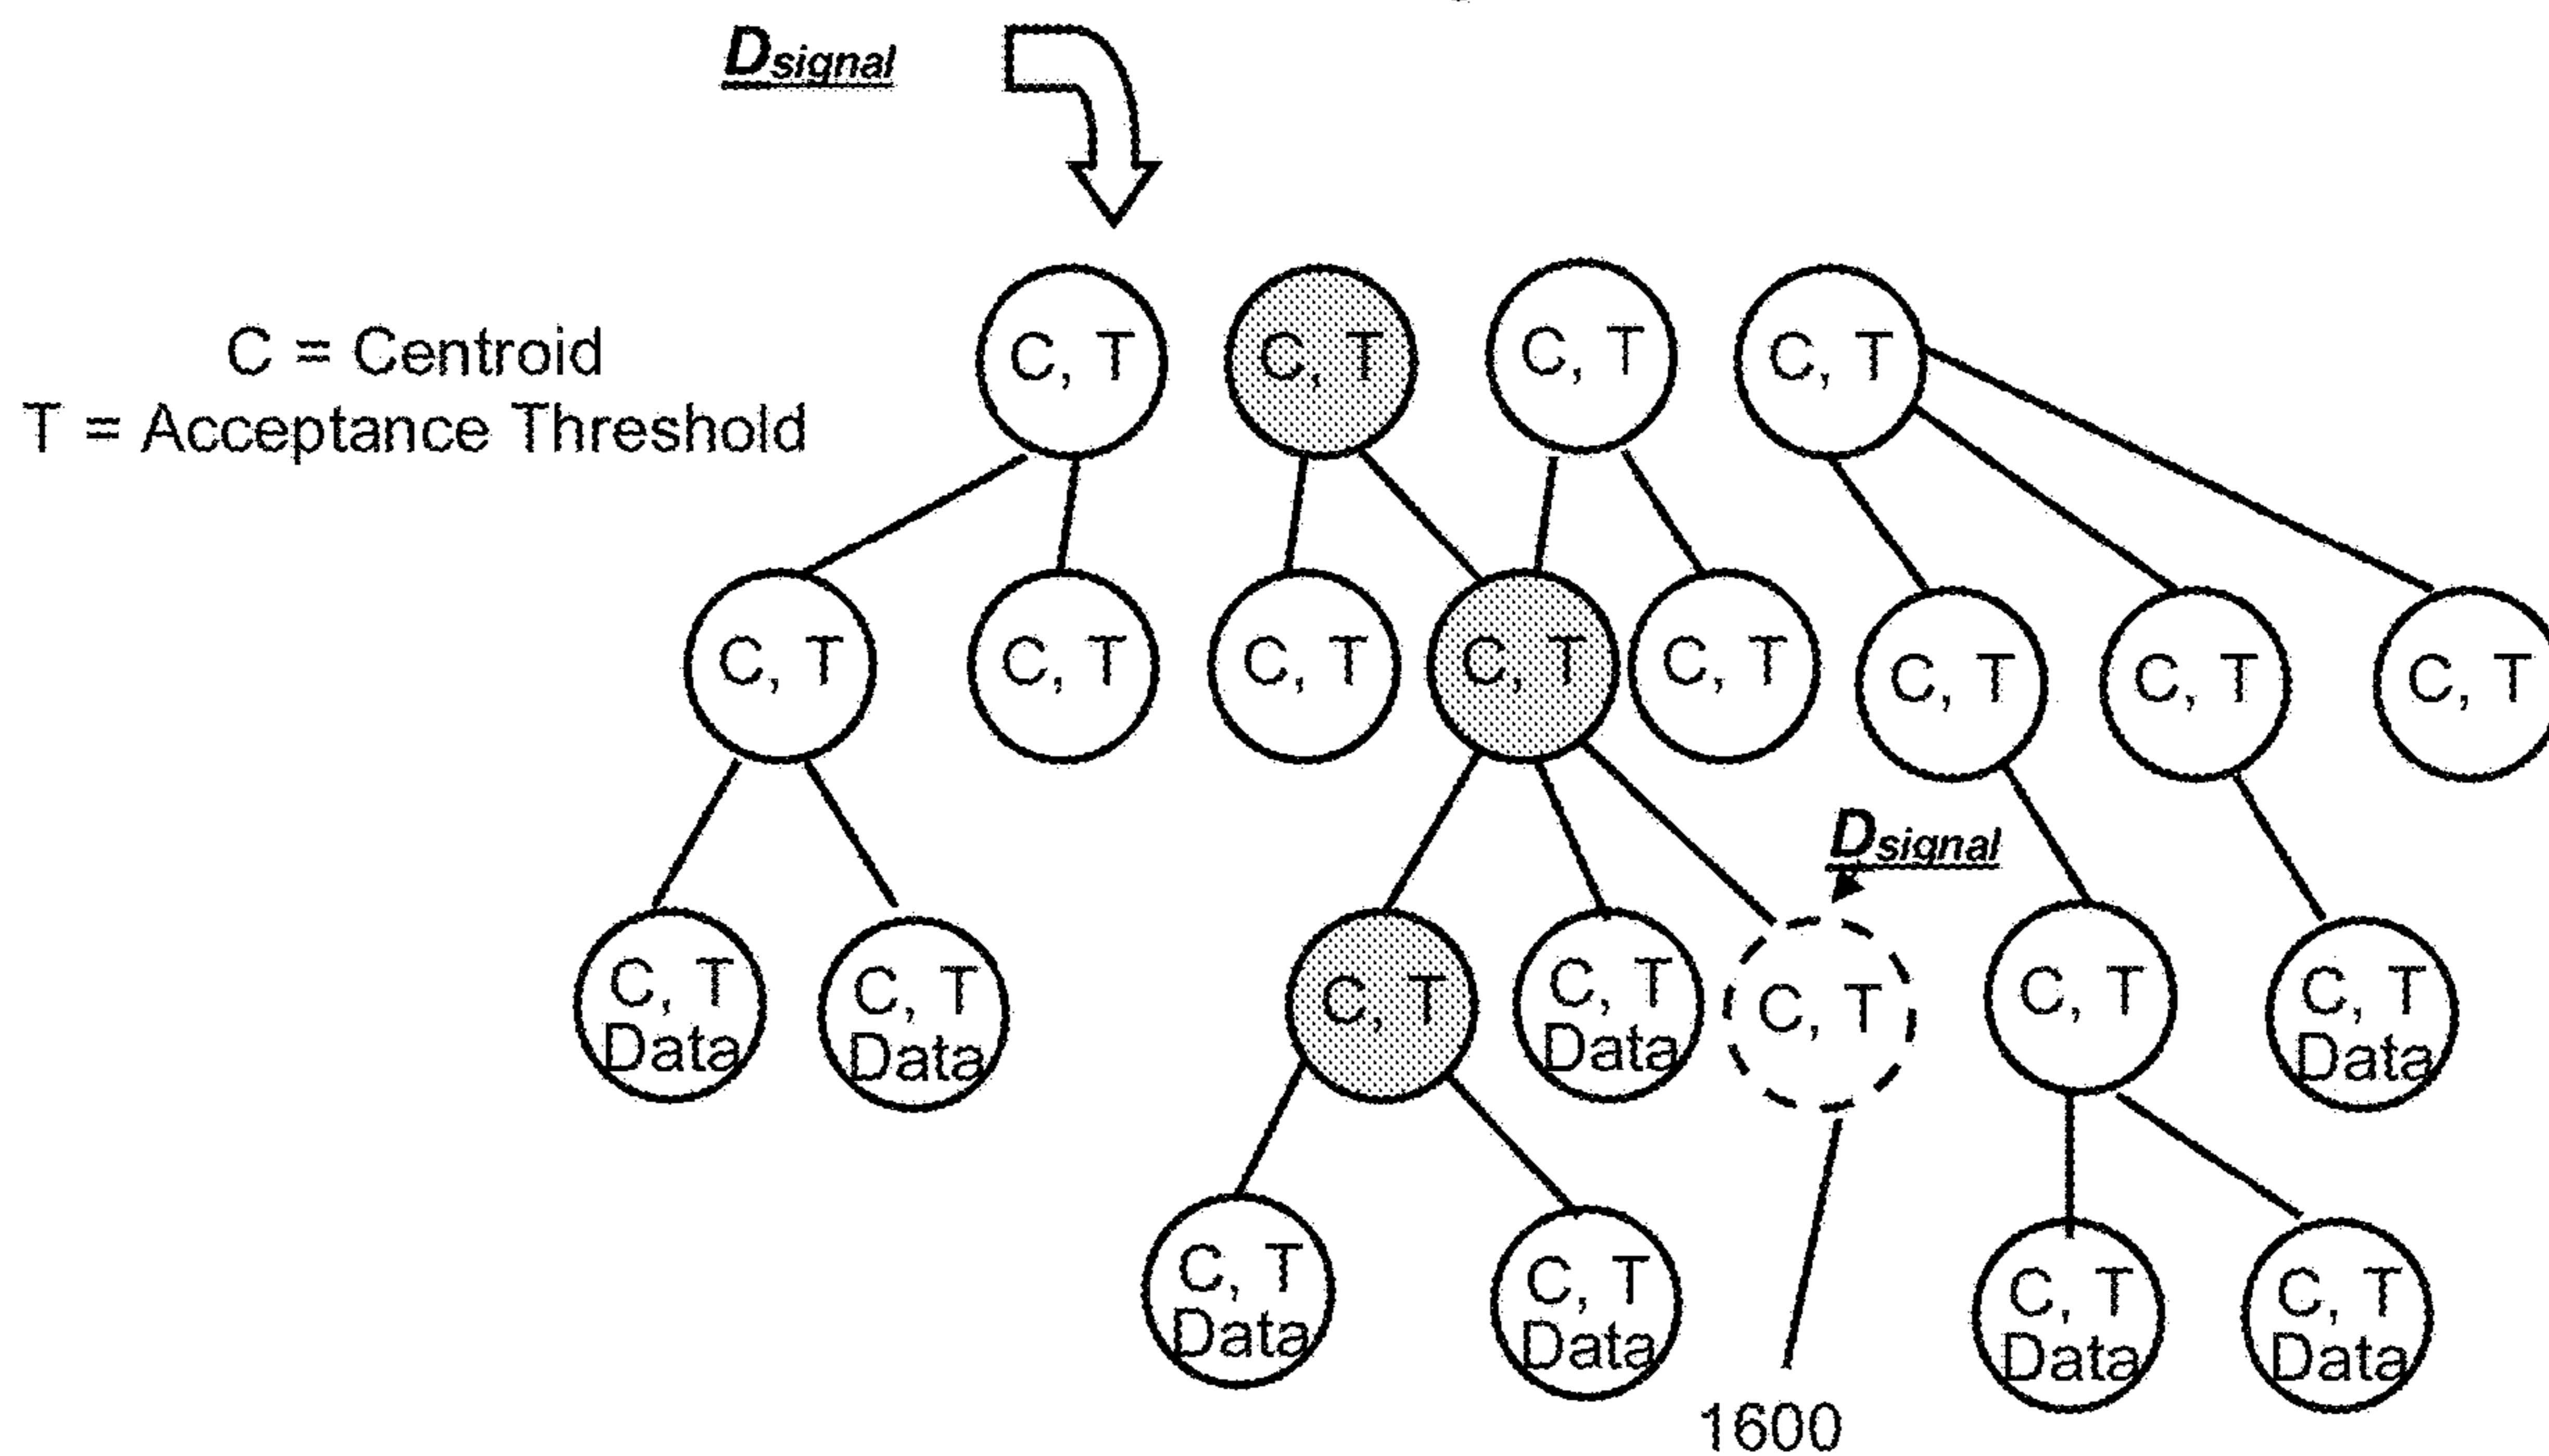 Dsignal
C = Centroid
T = Acceptance Threshold
C, T
C, T
C, T
C, T
C, T
C, T
C, T
C, T
C, T
C, T
C, T
C, T
Dsignal
C, T
Data
C, T
Data
C, T
C, T
Data
C, T
C, T
C, T
Data
C, T
Data
C, T
Data
C, T
Data
C, T
Data
1600